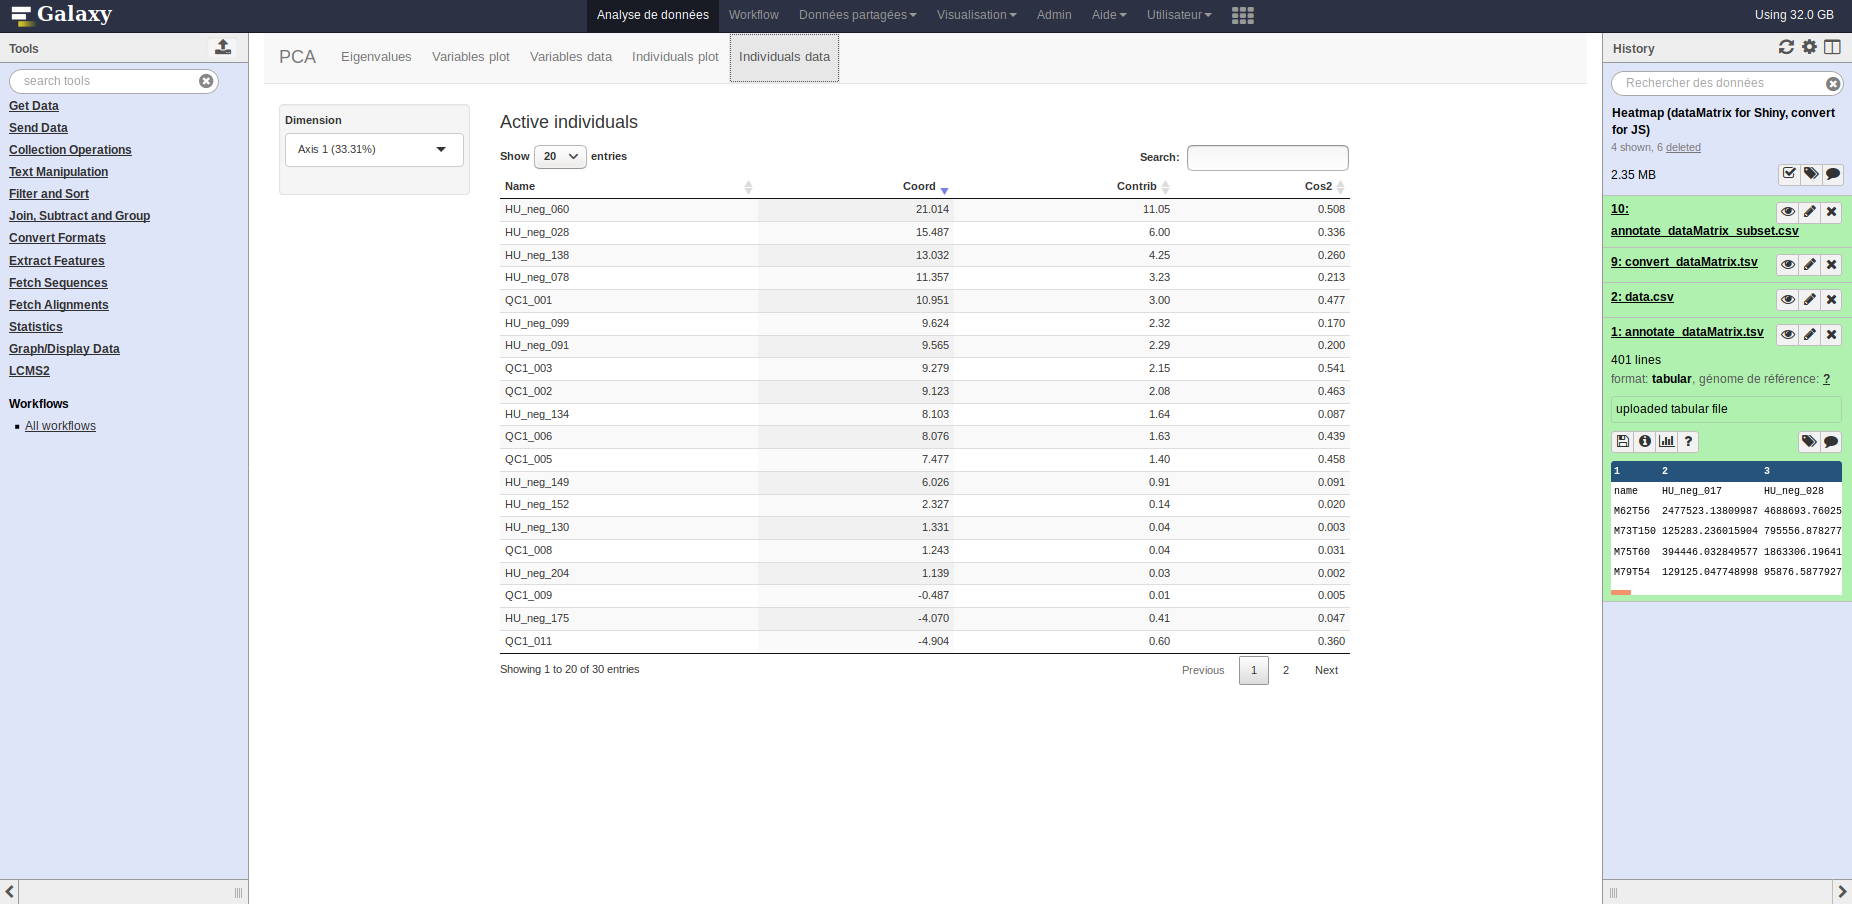 Galaxy
Analyse de données Workflow Données partagées Visualisation Admin Aide Utilisateur
Using 32.0 GB
Tools
search tools
Get Data
Send Data
Collection Operations
Text Manipulation
Filter and Sort
Join, Subtract and Group
Convert Formats
Extract Features
Fetch Sequences
Fetch Alignments
Statistics
Graph/Display Data
LCMS2
Workflows
All workflows
PCA Eigenvalues Variables plot Variables data Individuals plot Individuals data
Dimension
Axis 1 (33.31%)
Active individuals
Show 20 entries
Search:
Name Coord Contrib Cos2
HU_neg_060 21.014 11.05 0.508
HU_neg_028 15.487 6.00 0.336
HU_neg_138 13.032 4.25 0.260
HU_neg_078 11.357 3.23 0.213
QC1_001 10.951 3.00 0.477
HU_neg_099 9.624 2.32 0.170
HU_neg_091 9.565 2.29 0.200
QC1_003 9.279 2.15 0.541
QC1_002 9.123 2.08 0.463
HU_neg_134 8.103 1.64 0.087
QC1_006 8.076 1.63 0.439
QC1_005 7.477 1.40 0.458
HU_neg_149 6.026 0.91 0.091
HU_neg_152 2.327 0.14 0.020
HU_neg_130 1.331 0.04 0.003
QC1_008 1.243 0.04 0.031
HU_neg_204 1.139 0.03 0.002
QC1_009 -0.487 0.01 0.005
HU_neg_175 -4.070 0.41 0.047
QC1_011 -4.904 0.60 0.360
Showing 1 to 20 of 30 entries
Previous 1 2 Next
History
Rechercher des données
Heatmap (dataMatrix for Shiny, convert
for JS)
4 shown, 6 deleted
2.35 MB
10:
annotate_dataMatrix_subset.csv
9: convert_dataMatrix.tsv
2: data.csv
1: annotate_dataMatrix.tsv
401 lines
format: tabular, génome de référence: ?
uploaded tabular file
?
1 2 3
name HU_neg_017 HU_neg_028
M62T56 2477523.13809987 4688693.76025
M73T150 125283.236015904 795556.878277
M75T60 394446.032849577 1863306.19641
M79T54 129125.047748998 95876.5877927